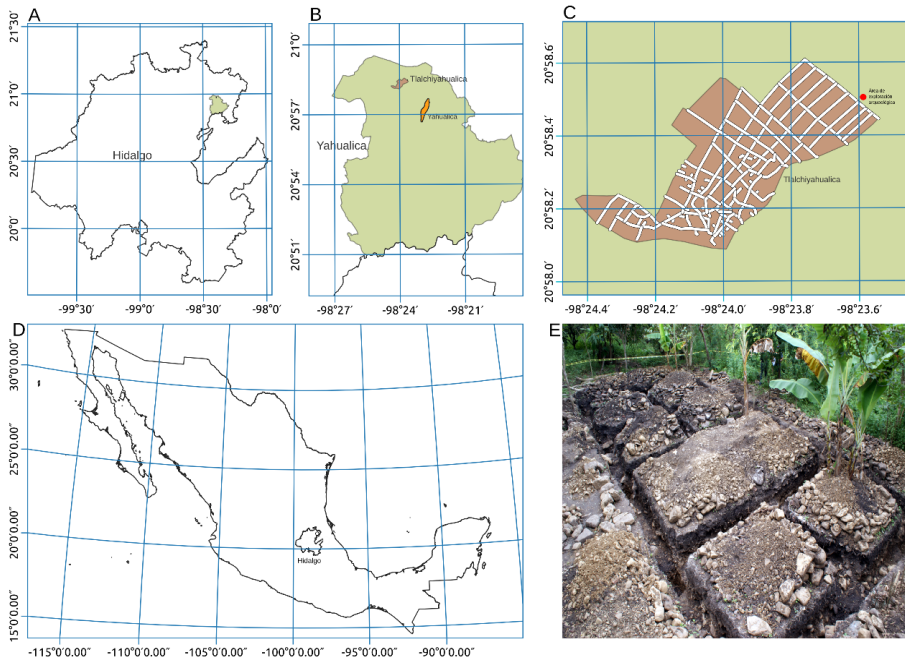 A
21°30′
21°0′
20°30′
20°0′
Hidalgo
-99°30′
-99°0′
-98°30′
-98°0′
B
21°0′
20°57′
20°54′
20°51′
Tlalchiyahualica
Yahualica
Yahualica
-98°27′
-98°24′
-98°21′
C
20°58.6′
20°58.4′
20°58.2′
20°58.0′
Área de
exploración
arqueológica
Tlalchiyahualica
-98°24.4′
-98°24.2′
-98°24.0′
-98°23.8′
-98°23.6′
D
30°0′0.00″
25°0′0.00″
20°0′0.00″
15°0′0.00″
Hidalgo
-115°0′0.00″
-110°0′0.00″
-105°0′0.00″
-100°0′0.00″
-95°0′0.00″
-90°0′0.00″
E